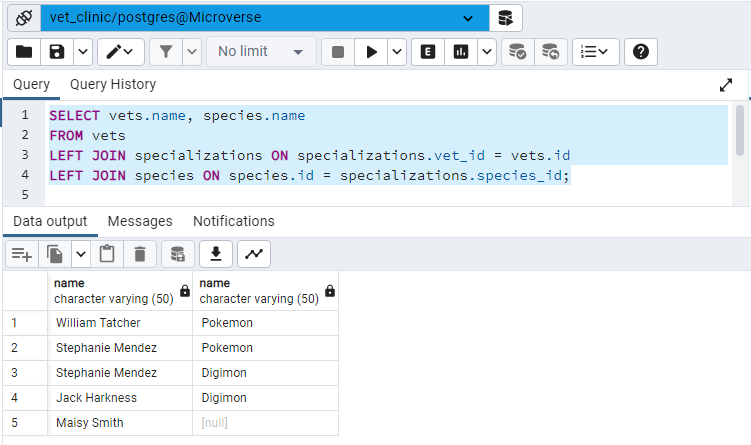 vet_clinic/postgres@Microverse
No limit
E
Query Query History
1 SELECT vets.name, species.name
2 FROM vets
3 LEFT JOIN specializations ON specializations.vet_id = vets.id
4 LEFT JOIN species ON species.id = specializations.species_id;
5
Data output Messages Notifications
name name
character varying (50) character varying (50)
1 William Tatcher Pokemon
2 Stephanie Mendez Pokemon
3 Stephanie Mendez Digimon
4 Jack Harkness Digimon
5 Maisy Smith [null]